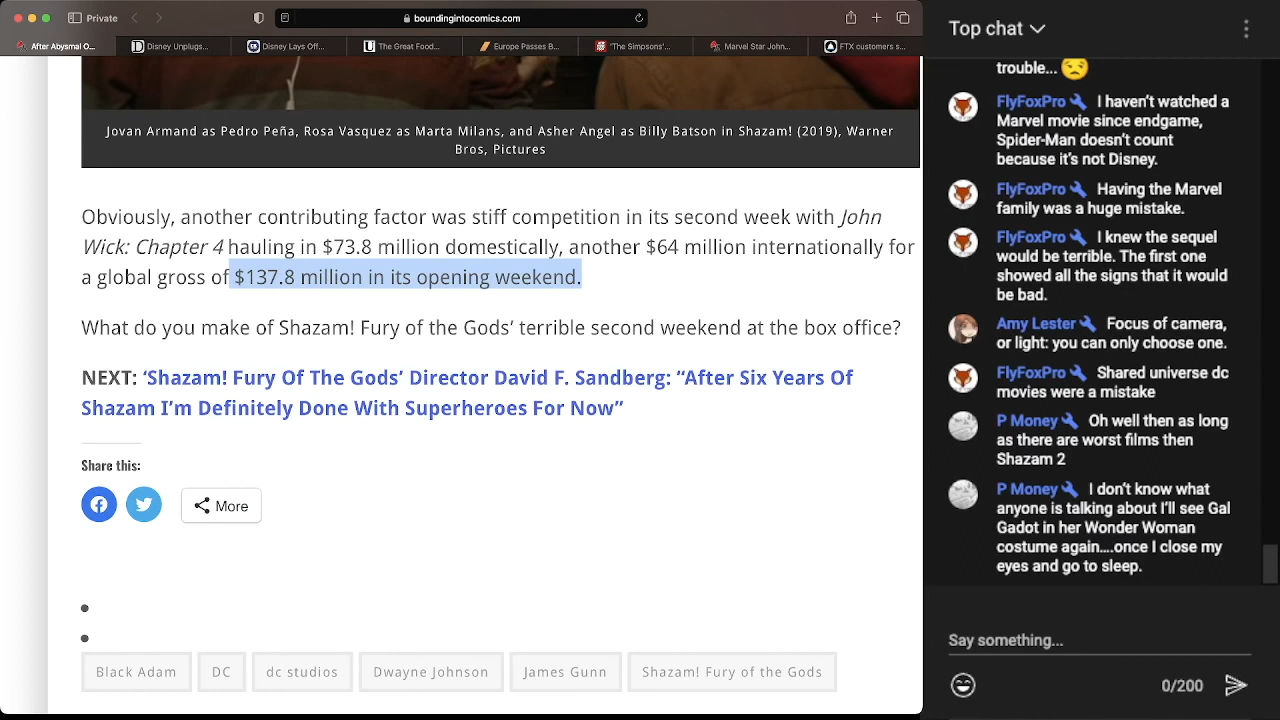 Private
boundingintocomics.com
After Abysmal O...
Disney Unplugs...
Disney Lays Off...
The Great Food...
Europe Passes B...
'The Simpsons'...
Marvel Star John...
FTX customers s...
Jovan Armand as Pedro Peña, Rosa Vasquez as Marta Milans, and Asher Angel as Billy Batson in Shazam! (2019), Warner
Bros, Pictures
Obviously, another contributing factor was stiff competition in its second week with John
Wick: Chapter 4 hauling in $73.8 million domestically, another $64 million internationally for
a global gross of $137.8 million in its opening weekend.
What do you make of Shazam! Fury of the Gods’ terrible second weekend at the box office?
NEXT: ‘Shazam! Fury Of The Gods’ Director David F. Sandberg: “After Six Years Of
Shazam I’m Definitely Done With Superheroes For Now”
Share this:
More
Black Adam
DC
dc studios
Dwayne Johnson
James Gunn
Shazam! Fury of the Gods
Top chat
trouble...
FlyFoxPro I haven’t watched a
Marvel movie since endgame,
Spider-Man doesn’t count
because it’s not Disney.
FlyFoxPro Having the Marvel
family was a huge mistake.
FlyFoxPro I knew the sequel
would be terrible. The first one
showed all the signs that it would
be bad.
Amy Lester Focus of camera,
or light: you can only choose one.
FlyFoxPro Shared universe dc
movies were a mistake
P Money Oh well then as long
as there are worst films then
Shazam 2
P Money I don’t know what
anyone is talking about I’ll see Gal
Gadot in her Wonder Woman
costume again....once I close my
eyes and go to sleep.
Say something...
0/200